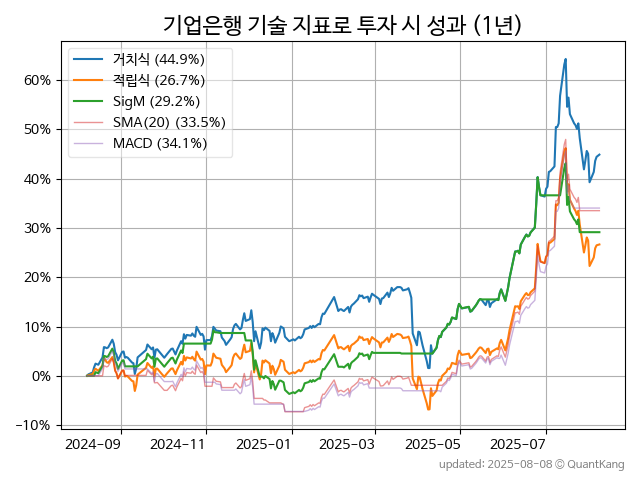 기업은행 기술 지표로 투자 시 성과 (1년)
거치식 (44.9%)
적립식 (26.7%)
SigM (29.2%)
SMA(20) (33.5%)
MACD (34.1%)
60%
50%
40%
30%
20%
10%
0%
−10%
2024-09 2024-11 2025-01 2025-03 2025-05 2025-07
updated: 2025-08-08 © QuantKang